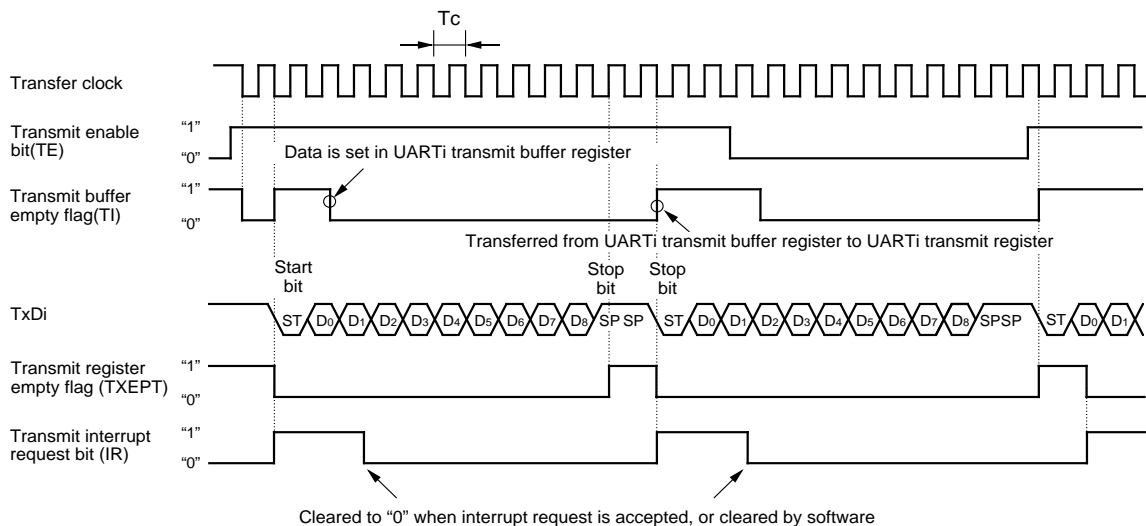 Tc
Transfer clock
Transmit enable
bit(TE)
“1”
“0”
Data is set in UARTi transmit buffer register
Transmit buffer
empty flag(TI)
“1”
“0”
Transferred from UARTi transmit buffer register to UARTi transmit register
Start
bit
Stop
bit
Stop
bit
TxDi
ST D0 D1 D2 D3 D4 D5 D6 D7 D8 SP SP ST D0 D1 D2 D3 D4 D5 D6 D7 D8 SPSP ST D0 D1
Transmit register
empty flag (TXEPT)
“1”
“0”
Transmit interrupt
request bit (IR)
“1”
“0”
Cleared to “0” when interrupt request is accepted, or cleared by software